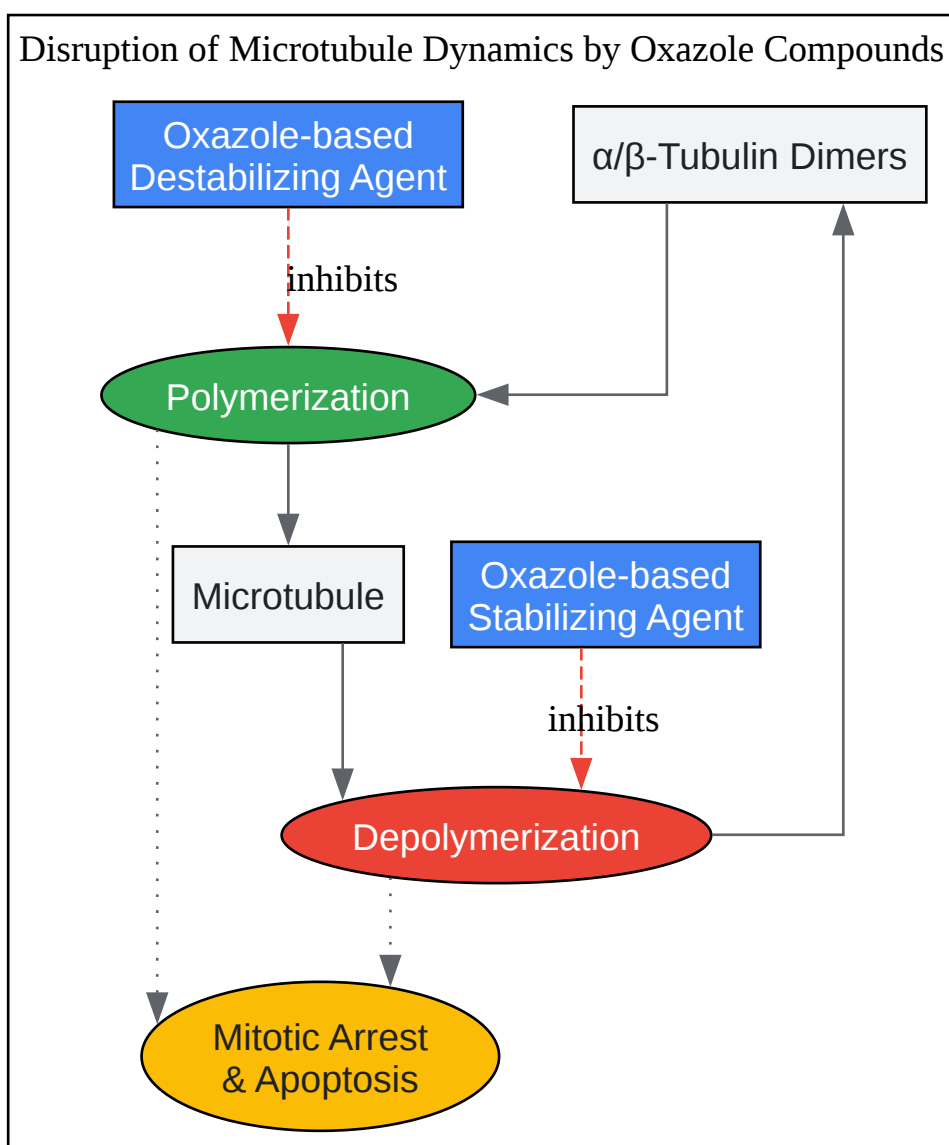 Disruption of Microtubule Dynamics by Oxazole Compounds
Oxazole-based
Destabilizing Agent
α/β-Tubulin Dimers
inhibits
Polymerization
Microtubule
Oxazole-based
Stabilizing Agent
inhibits
Depolymerization
Mitotic Arrest
& Apoptosis